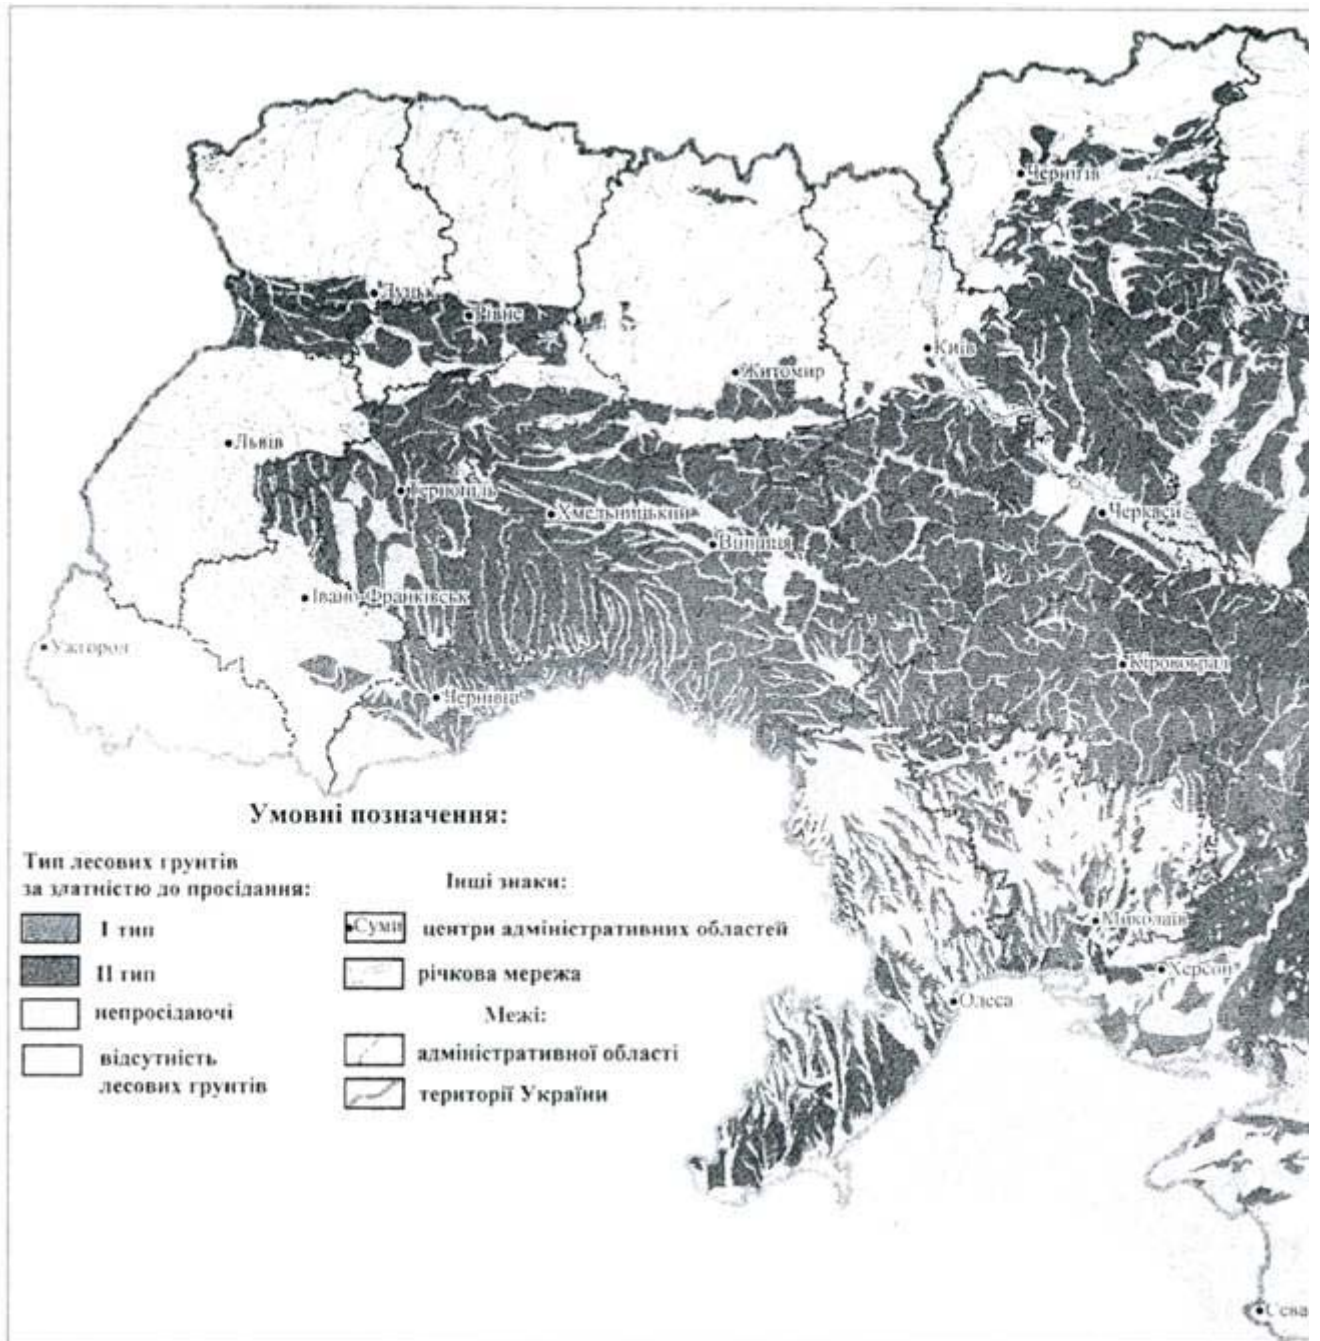 Чернігів
Луцьк
Рівне
Київ
Житомир
Львів
Тернопіль
Хмельницький
Черкаси
Вінниця
Івано-Франківськ
Ужгород
Кіровоград
Чернівці
Умовні позначення:
Тип лесових грунтів
за здатністю до просідання:
I тип
II тип
непросідаючі
відсутність
лесових грунтів
Інші знаки:
Суми центри адміністративних областей
річкова мережа
Межі:
адміністративної області
території України
Миколаїв
Херсон
Одеса
Сева